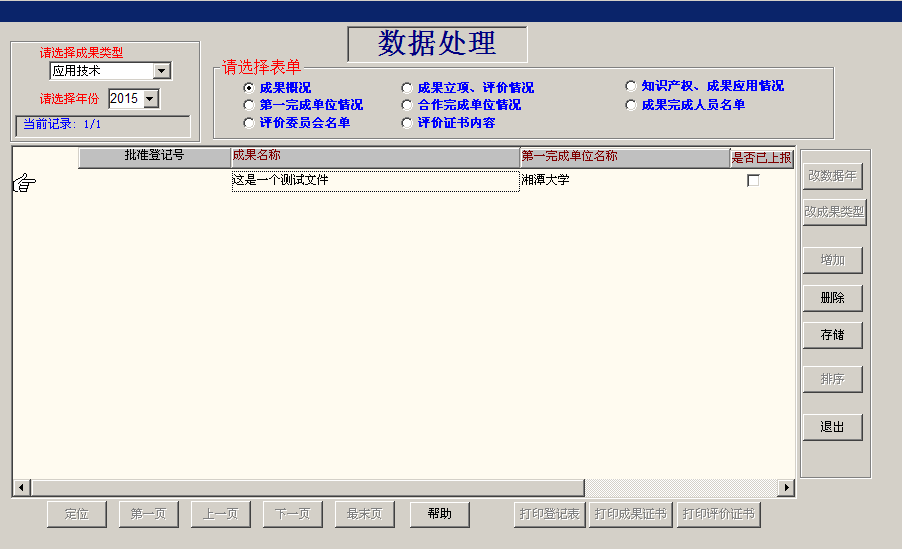 数据处理
请选择成果类型
应用技术
请选择年份 2015
当前记录: 1/1
请选择表单
成果概况 成果立项、评价情况 知识产权、成果应用情况
第一完成单位情况 合作完成单位情况 成果完成人员名单
评价委员会名单 评价证书内容
批准登记号 成果名称 第一完成单位名称 是否已上报
这是一个测试文件 湘潭大学
改数据年
改成果类型
增加
删除
存储
排序
退出
定位 第一页 上一页 下一页 最末页 帮助 打印登记表 打印成果证书 打印评价证书